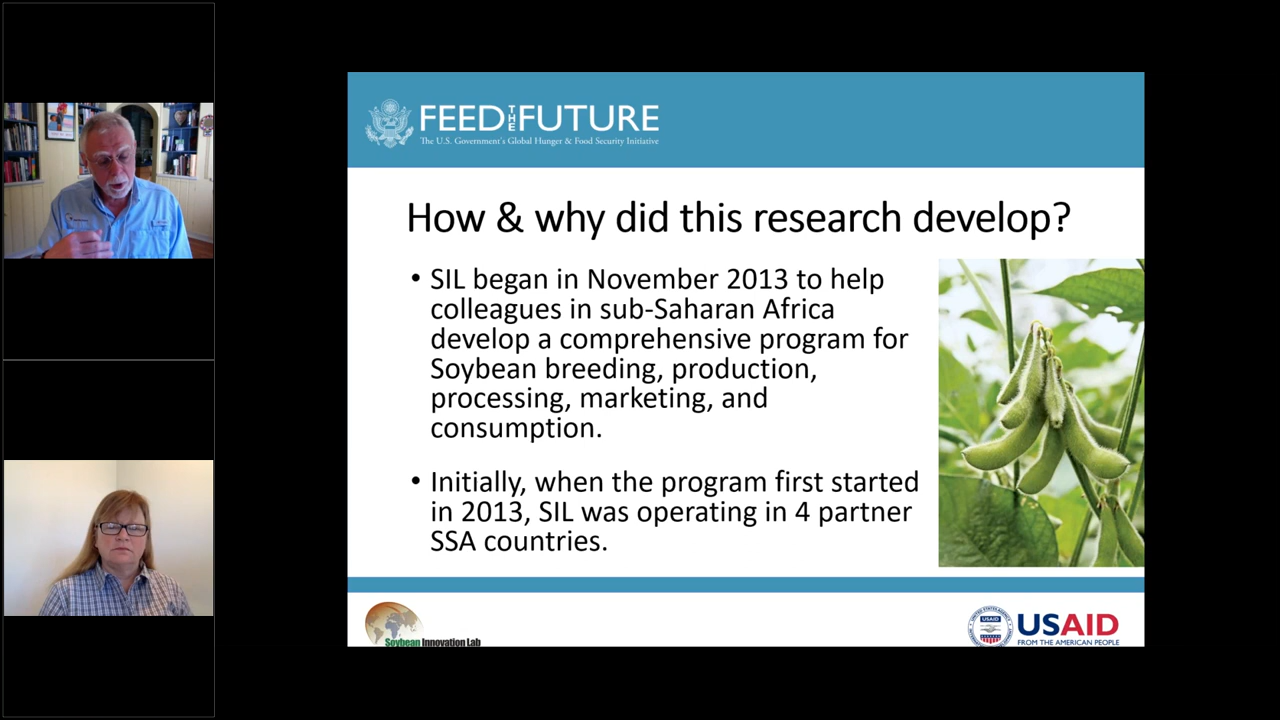 FEED THE FUTURE
The U.S. Government's Global Hunger & Food Security Initiative
How & why did this research develop?
• SIL began in November 2013 to help
colleagues in sub-Saharan Africa
develop a comprehensive program for
Soybean breeding, production,
processing, marketing, and
consumption.
• Initially, when the program first started
in 2013, SIL was operating in 4 partner
SSA countries.
Soybean Innovation Lab
USAID
USAID
FROM THE AMERICAN PEOPLE